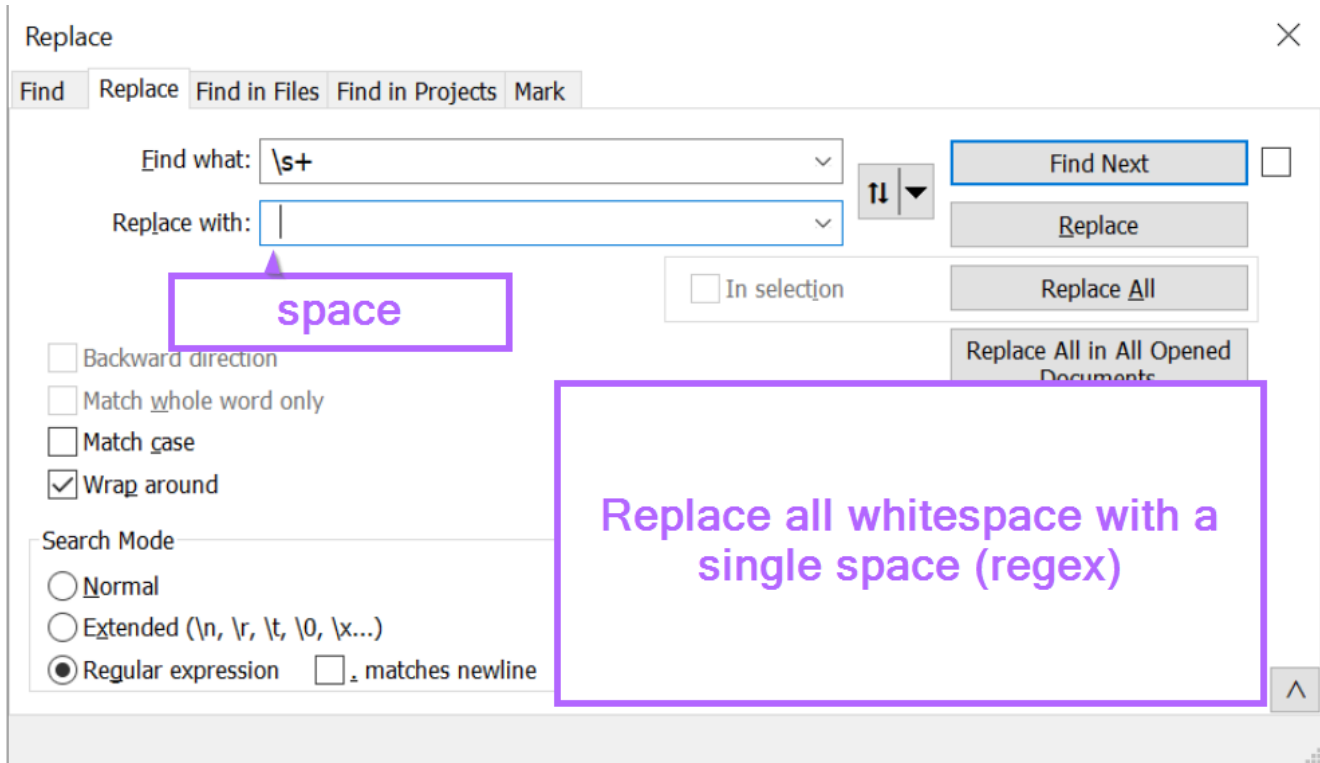 Replace
Find Replace Find in Files Find in Projects Mark
Find what: \s+ Find Next
Replace with: Replace
space
In selection Replace All
Backward direction
Replace All in All Opened
Documents
Match whole word only
Match case
Wrap around
Replace all whitespace with a
single space (regex)
Search Mode
Normal
Extended (\n, \r, \t, \0, \x...)
Regular expression . matches newline